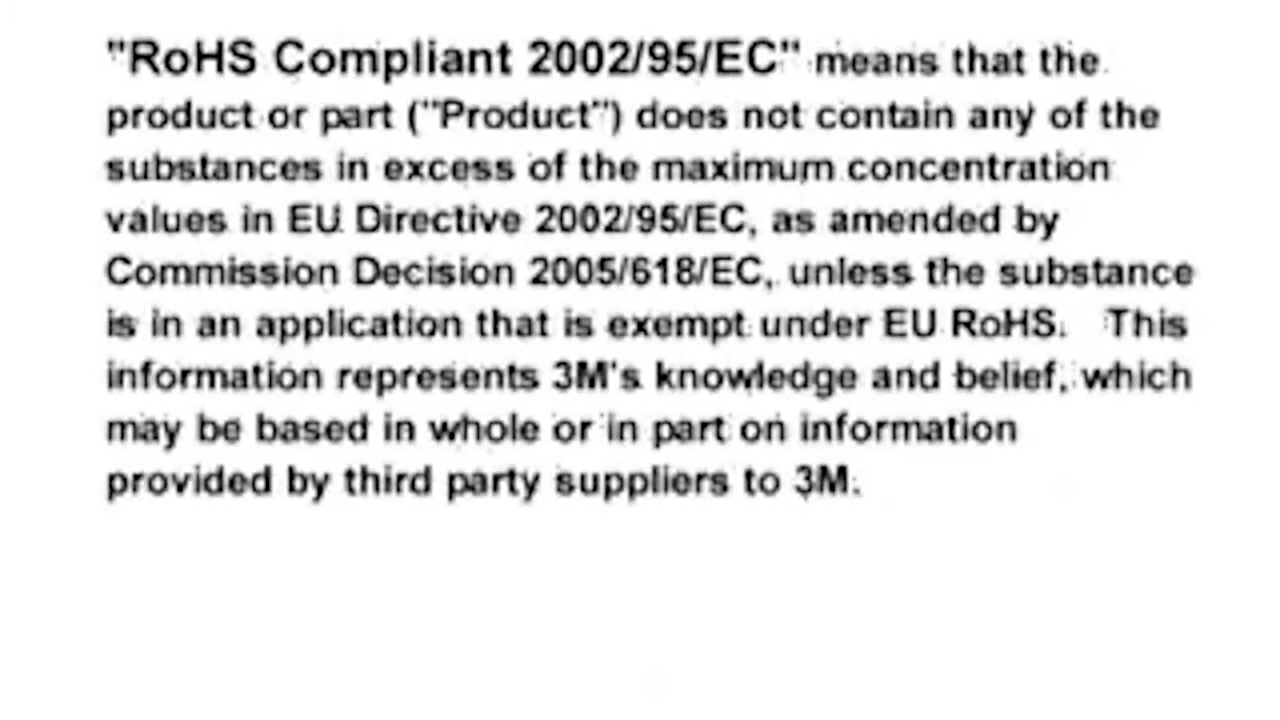 "RoHS Compliant 2002/95/EC" means that the
product or part ("Product") does not contain any of the
substances in excess of the maximum concentration
values in EU Directive 2002/95/EC, as amended by
Commission Decision 2005/618/EC, unless the substance
is in an application that is exempt under EU RoHS.   This
information represents 3M's knowledge and belief, which
may be based in whole or in part on information
provided by third party suppliers to 3M.